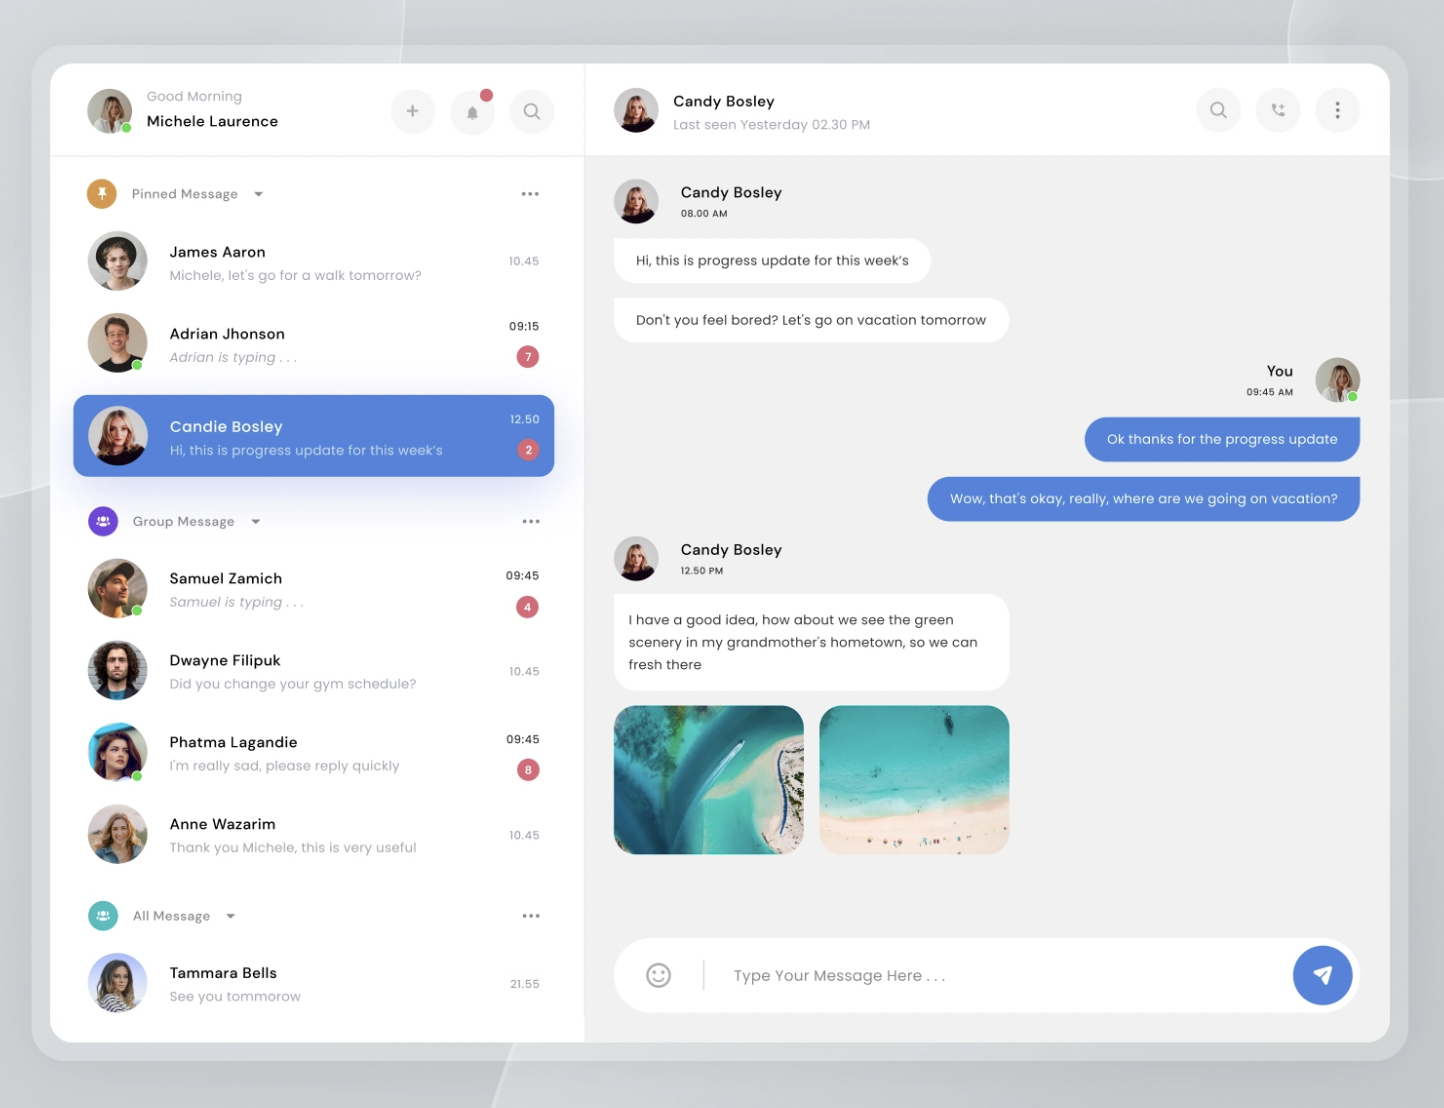 Good Morning
Michele Laurence
Pinned Message
James Aaron
Michele, let's go for a walk tomorrow?
10.45
Adrian Jhonson
Adrian is typing . . .
09:15
7
Candie Bosley
Hi, this is progress update for this week's
12.50
2
Group Message
Samuel Zamich
Samuel is typing . . .
09:45
4
Dwayne Filipuk
Did you change your gym schedule?
10.45
Phatma Lagandie
I'm really sad, please reply quickly
09:45
8
Anne Wazarim
Thank you Michele, this is very useful
10.45
All Message
Tammara Bells
See you tommorow
21.55
Candy Bosley
Last seen Yesterday 02.30 PM
Candy Bosley
08.00 AM
Hi, this is progress update for this week's
Don't you feel bored? Let's go on vacation tomorrow
You
09:45 AM
Ok thanks for the progress update
Wow, that's okay, really, where are we going on vacation?
Candy Bosley
12.50 PM
I have a good idea, how about we see the green
scenery in my grandmother's hometown, so we can
fresh there
Type Your Message Here . . .